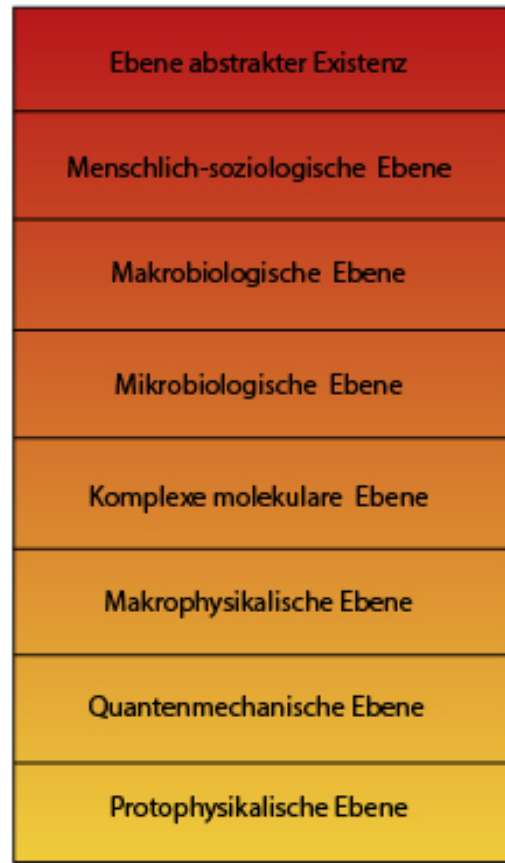 Ebene abstrakter Existenz
Menschlich-soziologische Ebene
Makrobiologische Ebene
Mikrobiologische Ebene
Komplexe molekulare Ebene
Makrophysikalische Ebene
Quantenmechanische Ebene
Protophysikalische Ebene